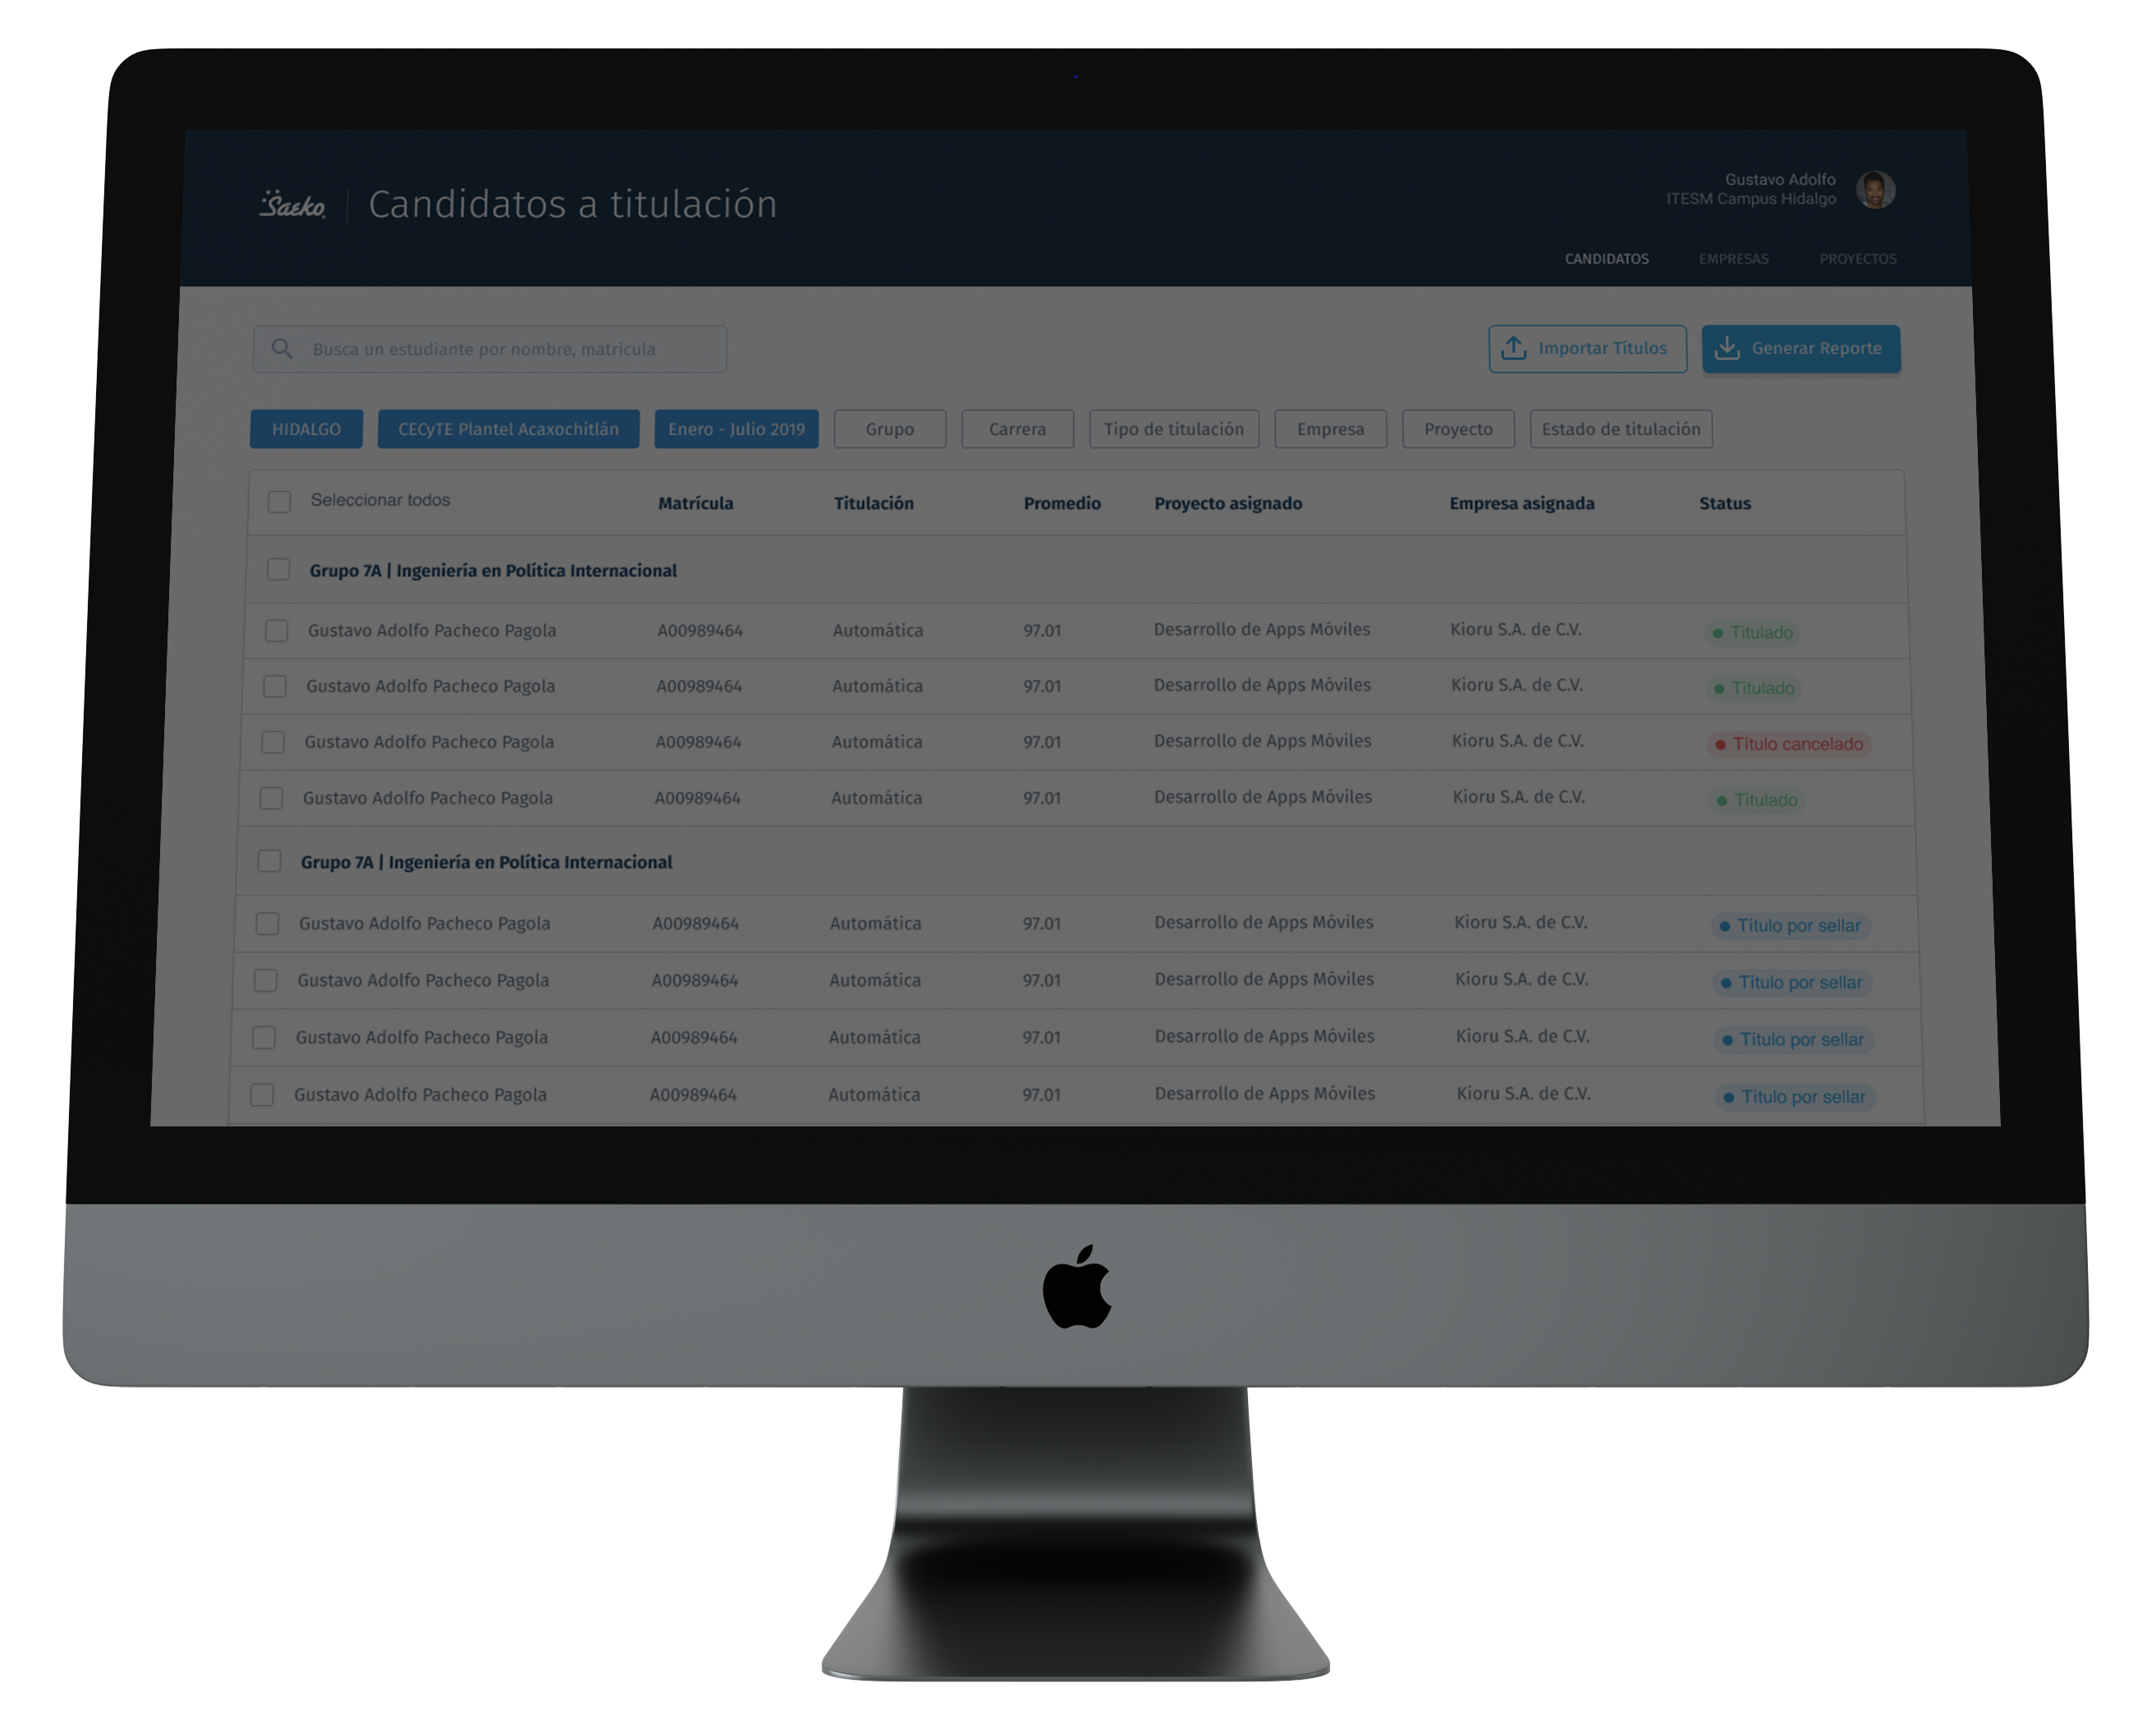 Saeko
Candidatos a titulación
Gustavo Adolfo
ITESM Campus Hidalgo
CANDIDATOS EMPRESAS PROYECTOS
Busca un estudiante por nombre, matrícula
Importar Títulos
Generar Reporte
HIDALGO CECyTE Plantel Acaxochitlán Enero - Julio 2019 Grupo Carrera Tipo de titulación Empresa Proyecto Estado de titulación
Seleccionar todos Matrícula Titulación Promedio Proyecto asignado Empresa asignada Status
Grupo 7A | Ingeniería en Política Internacional
Gustavo Adolfo Pacheco Pagola A00989464 Automática 97.01 Desarrollo de Apps Móviles Kioru S.A. de C.V. Titulado
Gustavo Adolfo Pacheco Pagola A00989464 Automática 97.01 Desarrollo de Apps Móviles Kioru S.A. de C.V. Titulado
Gustavo Adolfo Pacheco Pagola A00989464 Automática 97.01 Desarrollo de Apps Móviles Kioru S.A. de C.V. Título cancelado
Gustavo Adolfo Pacheco Pagola A00989464 Automática 97.01 Desarrollo de Apps Móviles Kioru S.A. de C.V. Titulado
Grupo 7A | Ingeniería en Política Internacional
Gustavo Adolfo Pacheco Pagola A00989464 Automática 97.01 Desarrollo de Apps Móviles Kioru S.A. de C.V. Título por sellar
Gustavo Adolfo Pacheco Pagola A00989464 Automática 97.01 Desarrollo de Apps Móviles Kioru S.A. de C.V. Título por sellar
Gustavo Adolfo Pacheco Pagola A00989464 Automática 97.01 Desarrollo de Apps Móviles Kioru S.A. de C.V. Título por sellar
Gustavo Adolfo Pacheco Pagola A00989464 Automática 97.01 Desarrollo de Apps Móviles Kioru S.A. de C.V. Título por sellar